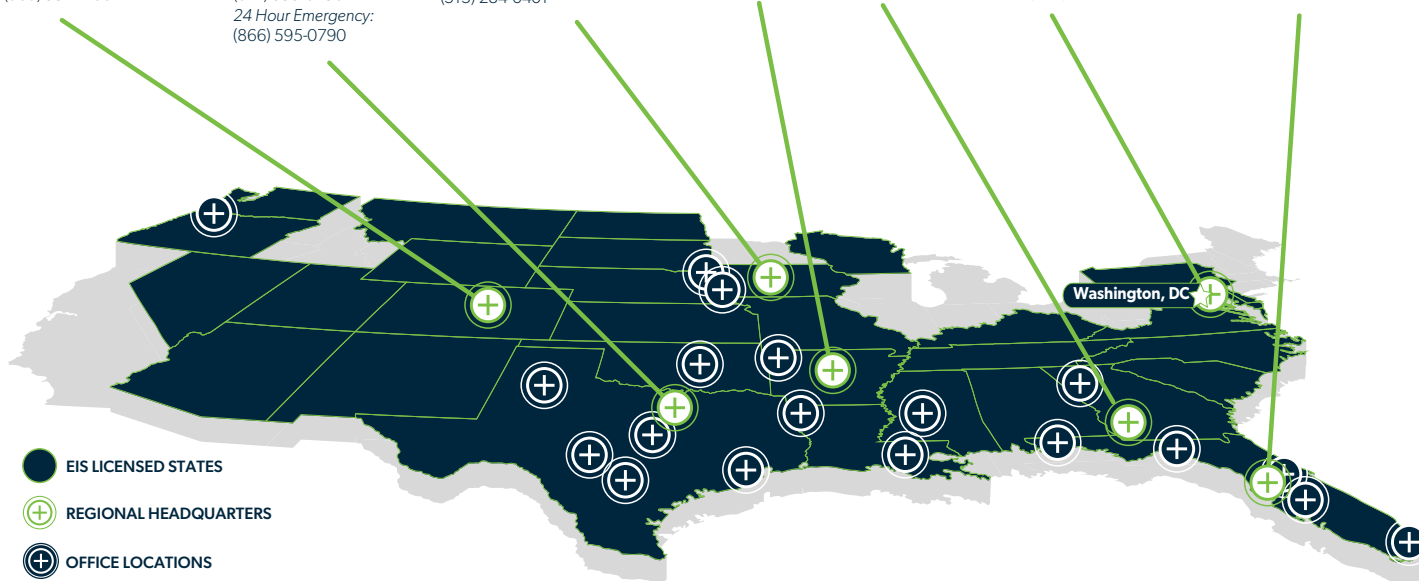 24 Hour Emergency:
(866) 595-0790
Washington, DC
EIS LICENSED STATES
REGIONAL HEADQUARTERS
OFFICE LOCATIONS